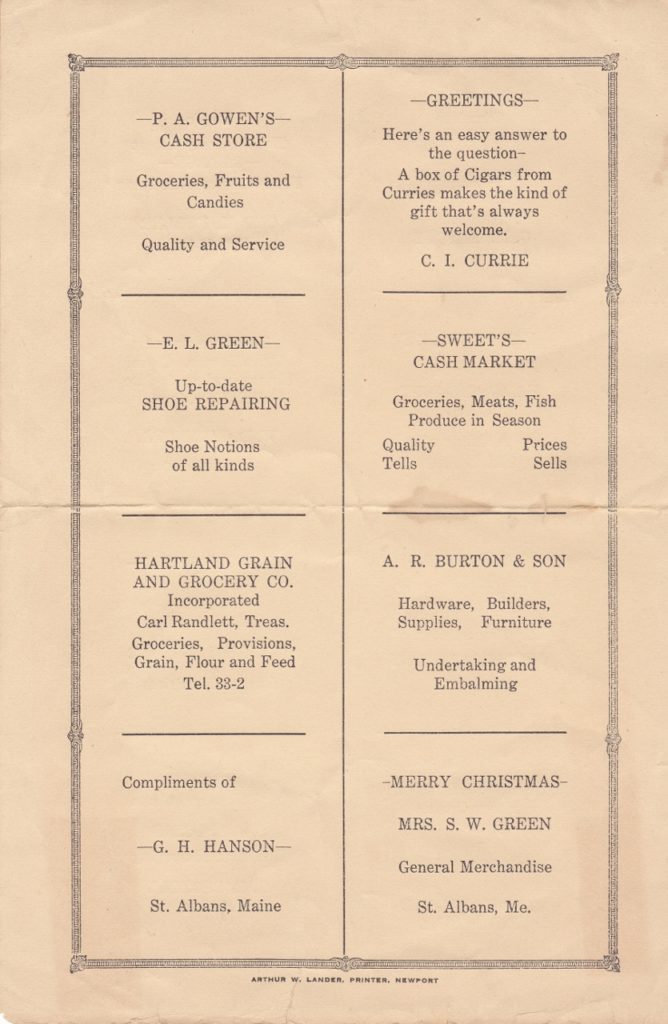 —P. A. GOWEN'S—
CASH STORE
Groceries, Fruits and
Candies
Quality and Service
—E. L. GREEN—
Up-to-date
SHOE REPAIRING
Shoe Notions
of all kinds
HARTLAND GRAIN
AND GROCERY CO.
Incorporated
Carl Randlett, Treas.
Groceries, Provisions,
Grain, Flour and Feed
Tel. 33-2
Compliments of
—G. H. HANSON—
St. Albans, Maine
—GREETINGS—
Here's an easy answer to
the question–
A box of Cigars from
Curries makes the kind of
gift that's always
welcome.
C. I. CURRIE
—SWEET'S—
CASH MARKET
Groceries, Meats, Fish
Produce in Season
Quality Prices
Tells Sells
A. R. BURTON & SON
Hardware, Builders,
Supplies, Furniture
Undertaking and
Embalming
-MERRY CHRISTMAS-
MRS. S. W. GREEN
General Merchandise
St. Albans, Me.
ARTHUR W. LANDER, PRINTER, NEWPORT